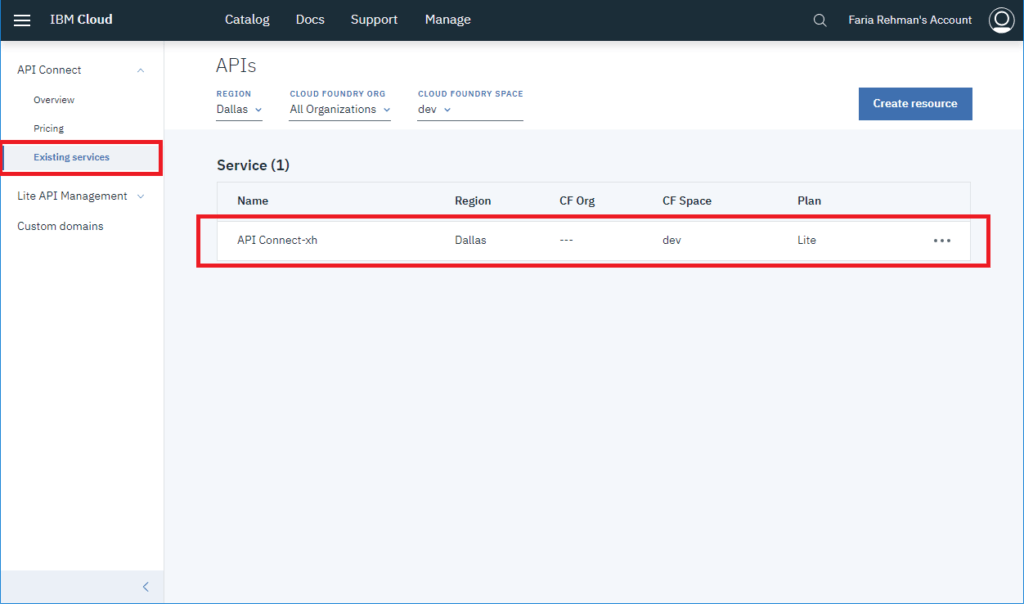 IBM Cloud Catalog Docs Support Manage Faria Rehman's Account
API Connect
Overview
Pricing
Existing services
Lite API Management
Custom domains
APIs
REGION CLOUD FOUNDRY ORG CLOUD FOUNDRY SPACE
Dallas All Organizations dev
Create resource
Service (1)
Name Region CF Org CF Space Plan
API Connect-xh Dallas --- dev Lite